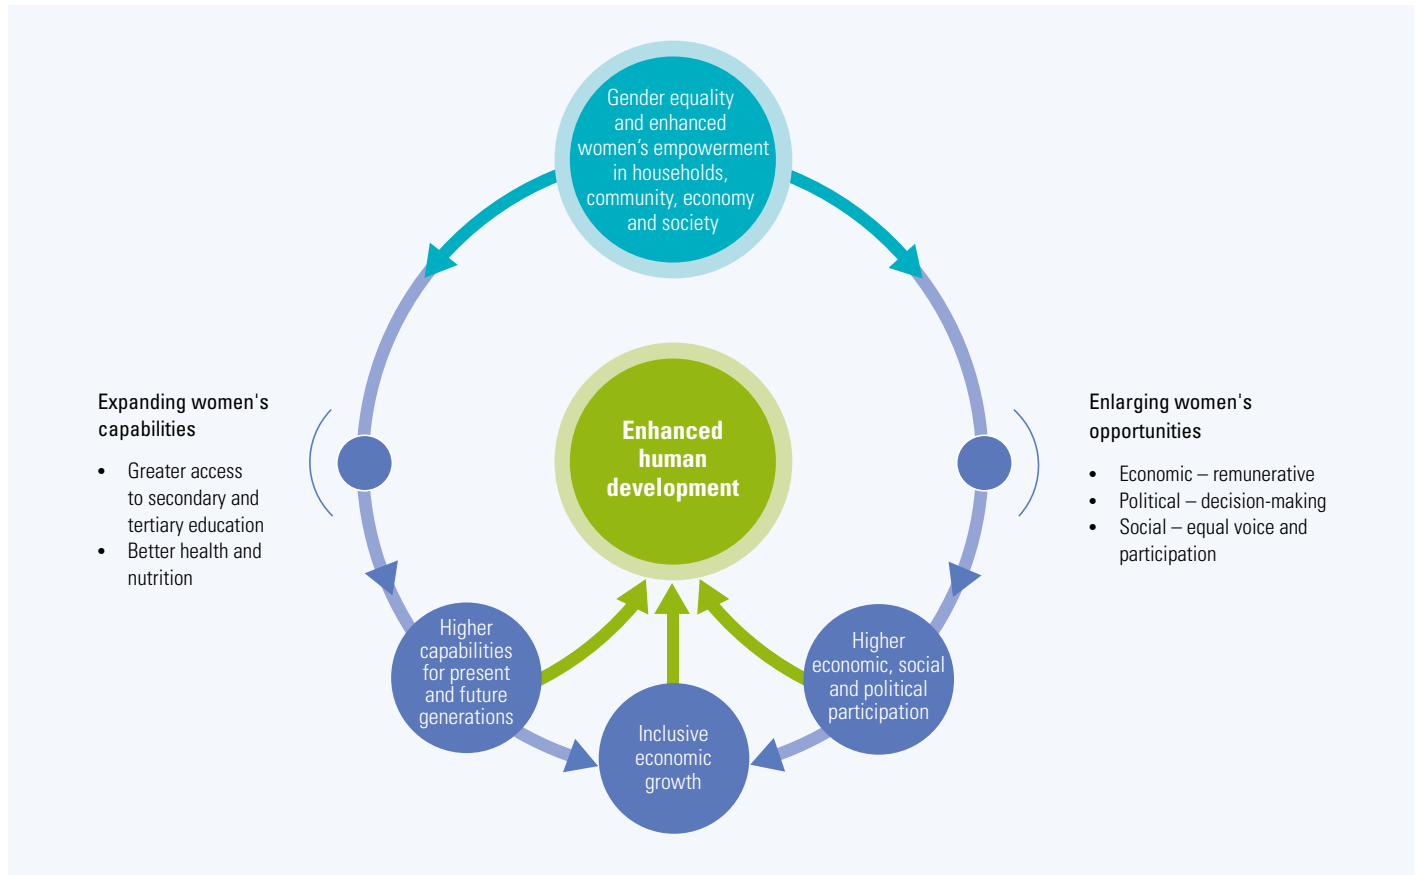 Gender equality
and enhanced
women's empowerment
in households,
community, economy
and society
Expanding women's
capabilities
• Greater access
to secondary and
tertiary education
• Better health and
nutrition
Enhanced
human
development
Enlarging women's
opportunities
• Economic – remunerative
• Political – decision-making
• Social – equal voice and
participation
Higher
capabilities
for present
and future
generations
Inclusive
economic
growth
Higher
economic, social
and political
participation